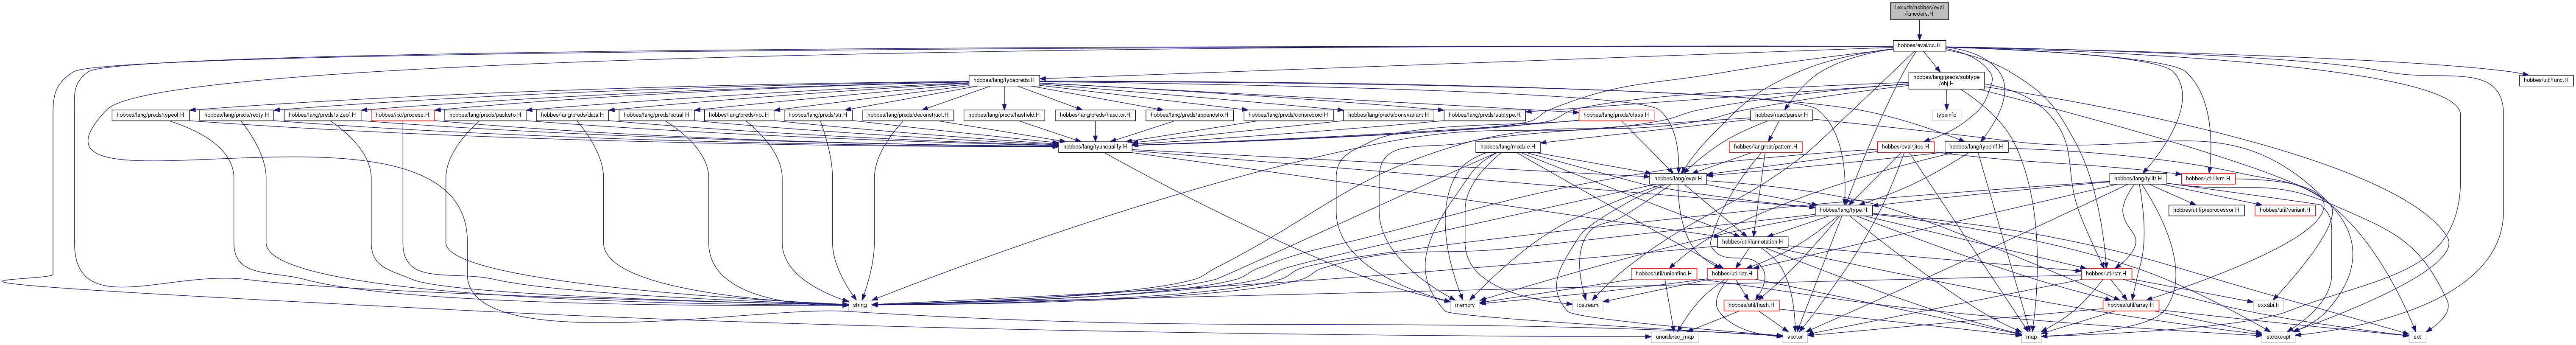 include/hobbes/eval
/funcdefs.H
hobbes/eval/cc.H
hobbes/lang/typepreds.H
hobbes/lang/preds/subtype
/obj.H
hobbes/util/func.H
hobbes/lang/preds/typeof.H
hobbes/lang/preds/recty.H
hobbes/lang/preds/sizeof.H
hobbes/ipc/process.H
hobbes/lang/preds/packsto.H
hobbes/lang/preds/data.H
hobbes/lang/preds/equal.H
hobbes/lang/preds/not.H
hobbes/lang/preds/str.H
hobbes/lang/preds/deconstruct.H
hobbes/lang/preds/hasfield.H
hobbes/lang/preds/hasctor.H
hobbes/lang/preds/appendsto.H
hobbes/lang/preds/consrecord.H
hobbes/lang/preds/consvariant.H
hobbes/lang/preds/subtype.H
hobbes/lang/preds/class.H
hobbes/read/parser.H
typeinfo
hobbes/lang/tyunqualify.H
hobbes/lang/module.H
hobbes/lang/pat/pattern.H
hobbes/eval/jitcc.H
hobbes/lang/typeinf.H
hobbes/lang/expr.H
hobbes/util/llvm.H
hobbes/lang/tylift.H
hobbes/lang/type.H
hobbes/util/preprocessor.H
hobbes/util/variant.H
hobbes/util/lannotation.H
hobbes/util/unionfind.H
hobbes/util/ptr.H
hobbes/util/str.H
string
memory
iostream
hobbes/util/hash.H
cxxabi.h
hobbes/util/array.H
unordered_map
vector
map
stdexcept
set